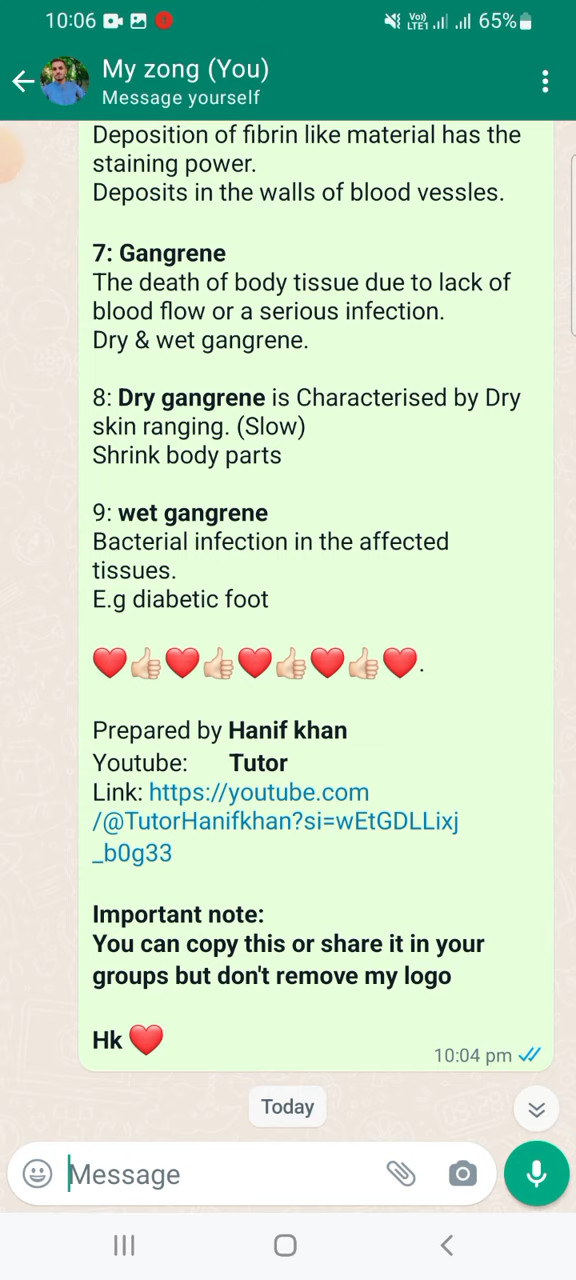 10:06 Vo)) LTE1 65%
My zong (You)
Message yourself
Deposition of fibrin like material has the
staining power.
Deposits in the walls of blood vessles.
7: Gangrene
The death of body tissue due to lack of
blood flow or a serious infection.
Dry & wet gangrene.
8: Dry gangrene is Characterised by Dry
skin ranging. (Slow)
Shrink body parts
9: wet gangrene
Bacterial infection in the affected
tissues.
E.g diabetic foot
❤️👍🏻❤️👍🏻❤️👍🏻❤️👍🏻❤️.
Prepared by Hanif khan
Youtube: Tutor
Link: https://youtube.com
/@TutorHanifkhan?si=wEtGDLLixj
_b0g33
Important note:
You can copy this or share it in your
groups but don't remove my logo
Hk ❤️
10:04 pm
Today
Message